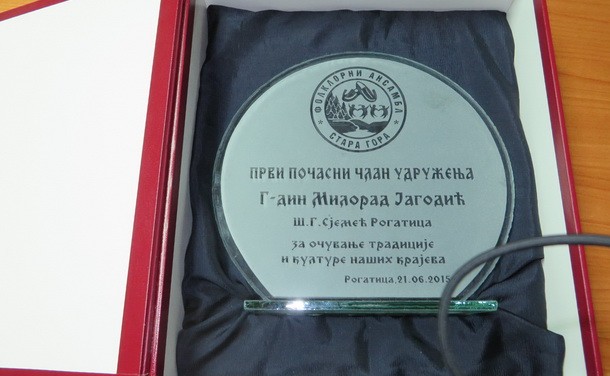 ФОЛКЛОРНИ АНСАМБЛ
СТАРА ГОРА
ПРВИ ПОЧАСНИ ЧЛАН УДРУЖЕЊА
Г-дин Милорад Јагодић
Ш.Г.Сјемећ Рогатица
за очување традиције
и културе наших крајева
Рогатица,21.06.2015